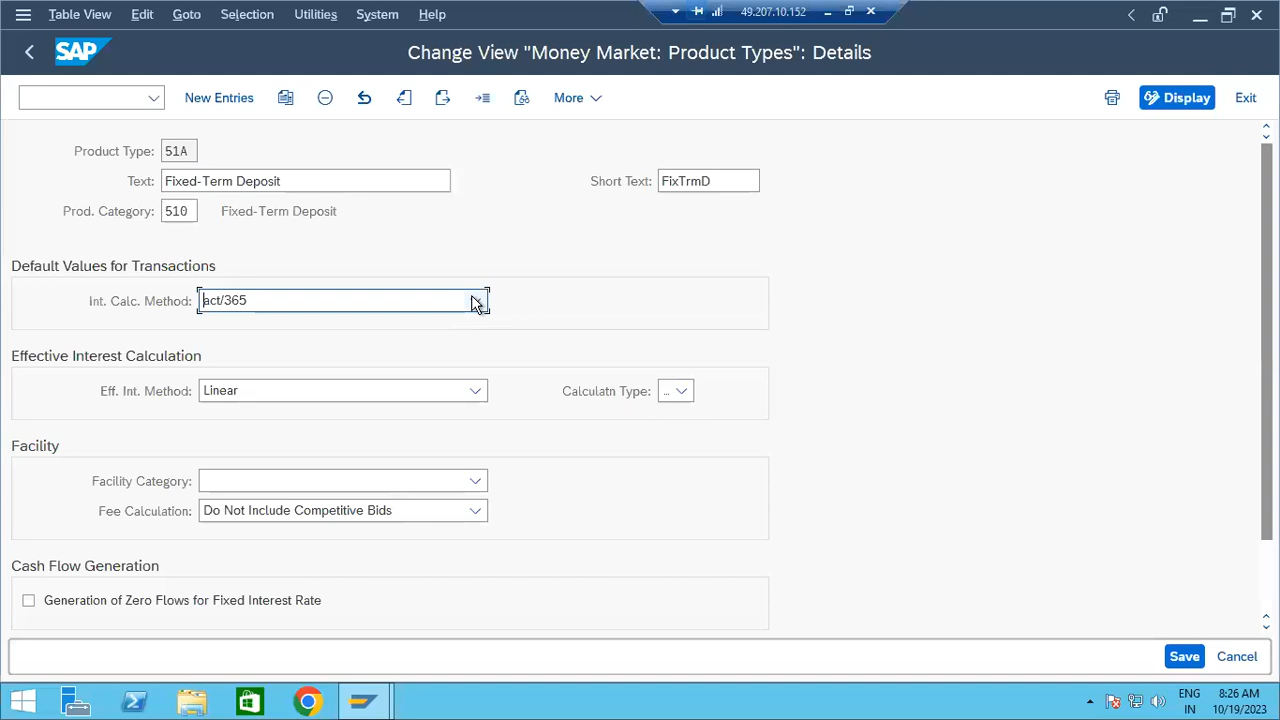 Table View Edit Goto Selection Utilities System Help 49.207.10.152
SAP Change View "Money Market: Product Types": Details
New Entries More Display Exit
Product Type: 51A
Text: Fixed-Term Deposit Short Text: FixTrmD
Prod. Category: 510 Fixed-Term Deposit
Default Values for Transactions
Int. Calc. Method: act/365
Effective Interest Calculation
Eff. Int. Method: Linear Calculatn Type: ...
Facility
Facility Category:
Fee Calculation: Do Not Include Competitive Bids
Cash Flow Generation
Generation of Zero Flows for Fixed Interest Rate
Save Cancel
ENG 8:26 AM
IN 10/19/2023